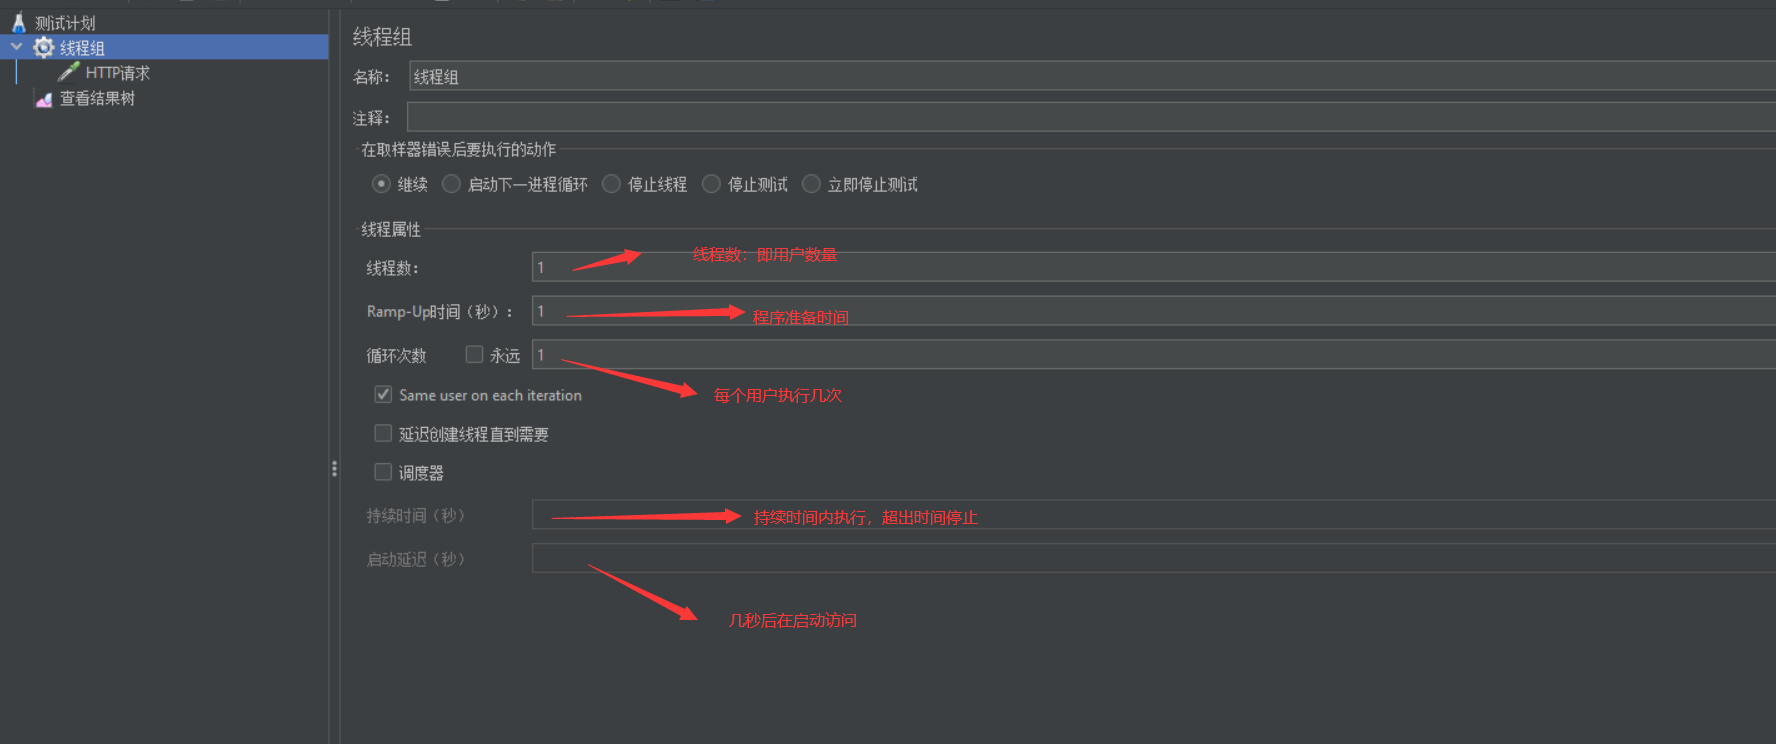 测试计划
线程组
HTTP请求
查看结果树
线程组
名称： 线程组
注释：
在取样器错误后要执行的动作
继续 启动下一进程循环 停止线程 停止测试 立即停止测试
线程属性
线程数： 1 线程数：即用户数量
Ramp-Up时间（秒）： 1 程序准备时间
循环次数 永远 1
Same user on each iteration 每个用户执行几次
延迟创建线程直到需要
调度器
持续时间（秒） 持续时间内执行，超出时间停止
启动延迟（秒）
几秒后在启动访问